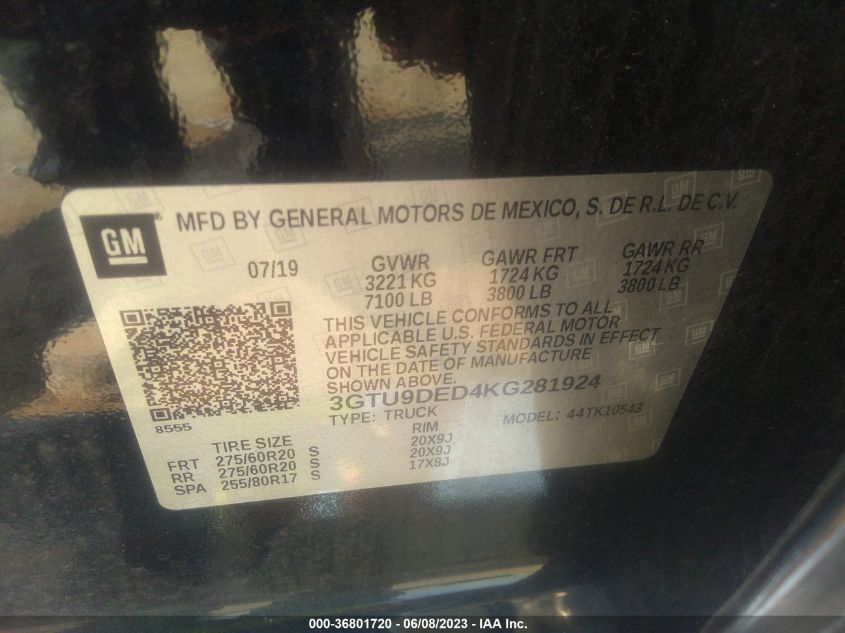 GM MFD BY GENERAL MOTORS DE MEXICO, S. DE R.L. DE C.V.
07/19 GVWR GAWR FRT GAWR RR
3221 KG 1724 KG 1724 KG
7100 LB 3800 LB 3800 LB
THIS VEHICLE CONFORMS TO ALL
APPLICABLE U.S. FEDERAL MOTOR
VEHICLE SAFETY STANDARDS IN EFFECT
ON THE DATE OF MANUFACTURE
SHOWN ABOVE.
3GTU9DED4KG281924
8555 TYPE: TRUCK MODEL: 44TK10543
TIRE SIZE RIM
FRT 275/60R20 S 20X9J
RR 275/60R20 S 20X9J
SPA 255/80R17 S 17X8J
000-36801720 - 06/08/2023 - IAA Inc.